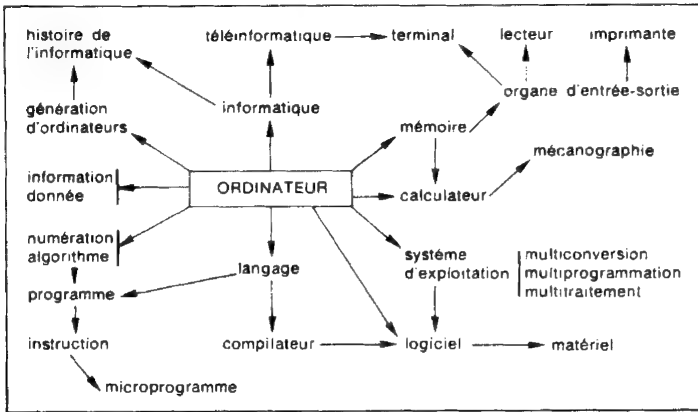 histoire de
l'informatique
téléinformatique
terminal
lecteur
imprimante
génération
d'ordinateurs
informatique
organe d'entrée-sortie
mémoire
mécanographie
information
donnée
ORDINATEUR
calculateur
numération
algorithme
langage
systéme
d'exploitation
multiconversion
multiprogrammation
multitraitement
programme
instruction
compilateur
logiciel
matériel
microprogramme